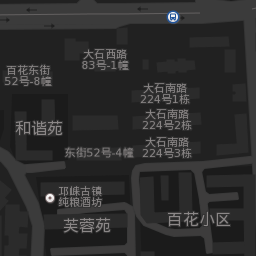 大石西路
83号-1幢
百花东街
52号-8幢
大石南路
224号1栋
大石南路
224号2栋
和谐苑
大石南路
224号3栋
东街52号-4幢
邛崃古镇
纯粮酒坊
芙蓉苑
百花小区